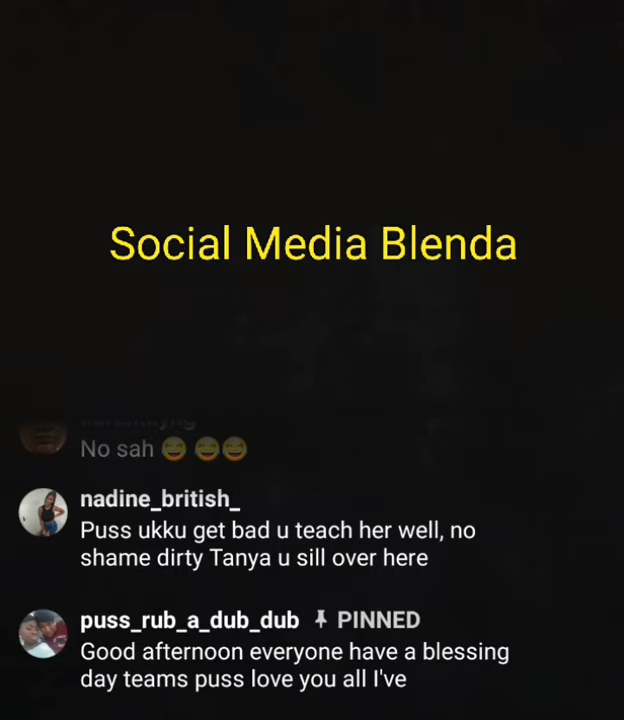 Social Media Blenda
No sah 😅 😅😅
nadine_british_
Puss ukku get bad u teach her well, no
shame dirty Tanya u sill over here
puss_rub_a_dub_dub 📌 PINNED
Good afternoon everyone have a blessing
day teams puss love you all I've